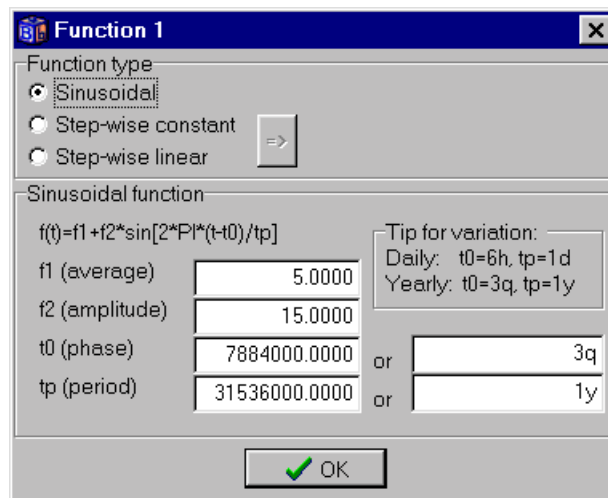 Function 1
Function type
Sinusoidal
Step-wise constant
=>
Step-wise linear
Sinusoidal function
f(t)=f1+f2*sin[2*PI*(t-t0)/tp]
Tip for variation:
Daily: t0=6h, tp=1d
Yearly: t0=3q, tp=1y
f1 (average) 5.0000
f2 (amplitude) 15.0000
t0 (phase) 7884000.0000 or 3q
tp (period) 31536000.0000 or 1y
OK